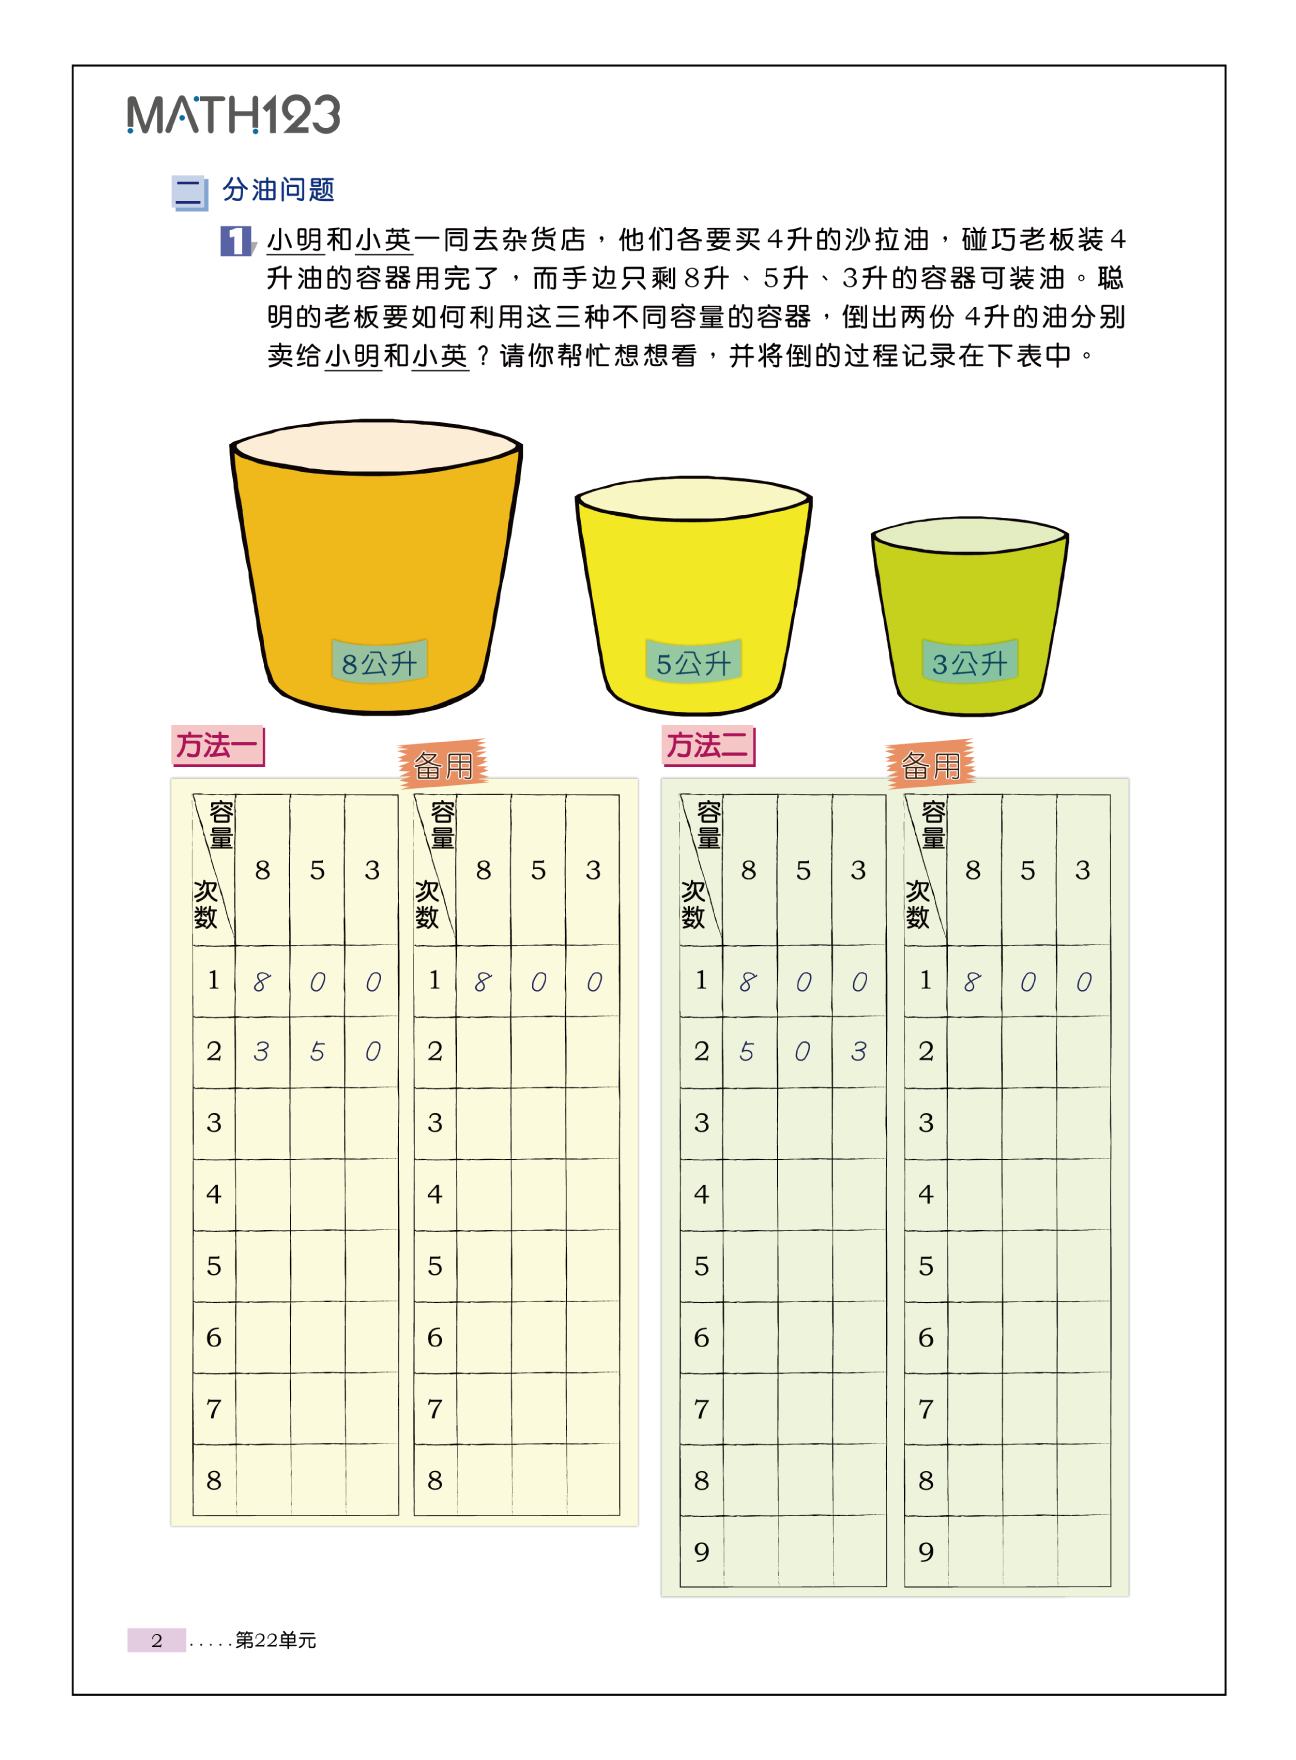 MATH123
二 分油问题
1 小明和小英一同去杂货店，他们各要买4升的沙拉油，碰巧老板装4
升油的容器用完了，而手边只剩8升、5升、3升的容器可装油。聪
明的老板要如何利用这三种不同容量的容器，倒出两份 4升的油分别
卖给小明和小英？请你帮忙想想看，并将倒的过程记录在下表中。
8公升 5公升 3公升
方法一
备用
容量 次数 8 5 3 容量 次数 8 5 3
1 8 0 0 1 8 0 0
2 3 5 0 2
3 3
4 4
5 5
6 6
7 7
8 8
方法二
备用
容量 次数 8 5 3 容量 次数 8 5 3
1 8 0 0 1 8 0 0
2 5 0 3 2
3 3
4 4
5 5
6 6
7 7
8 8
9 9
2 .....第22单元